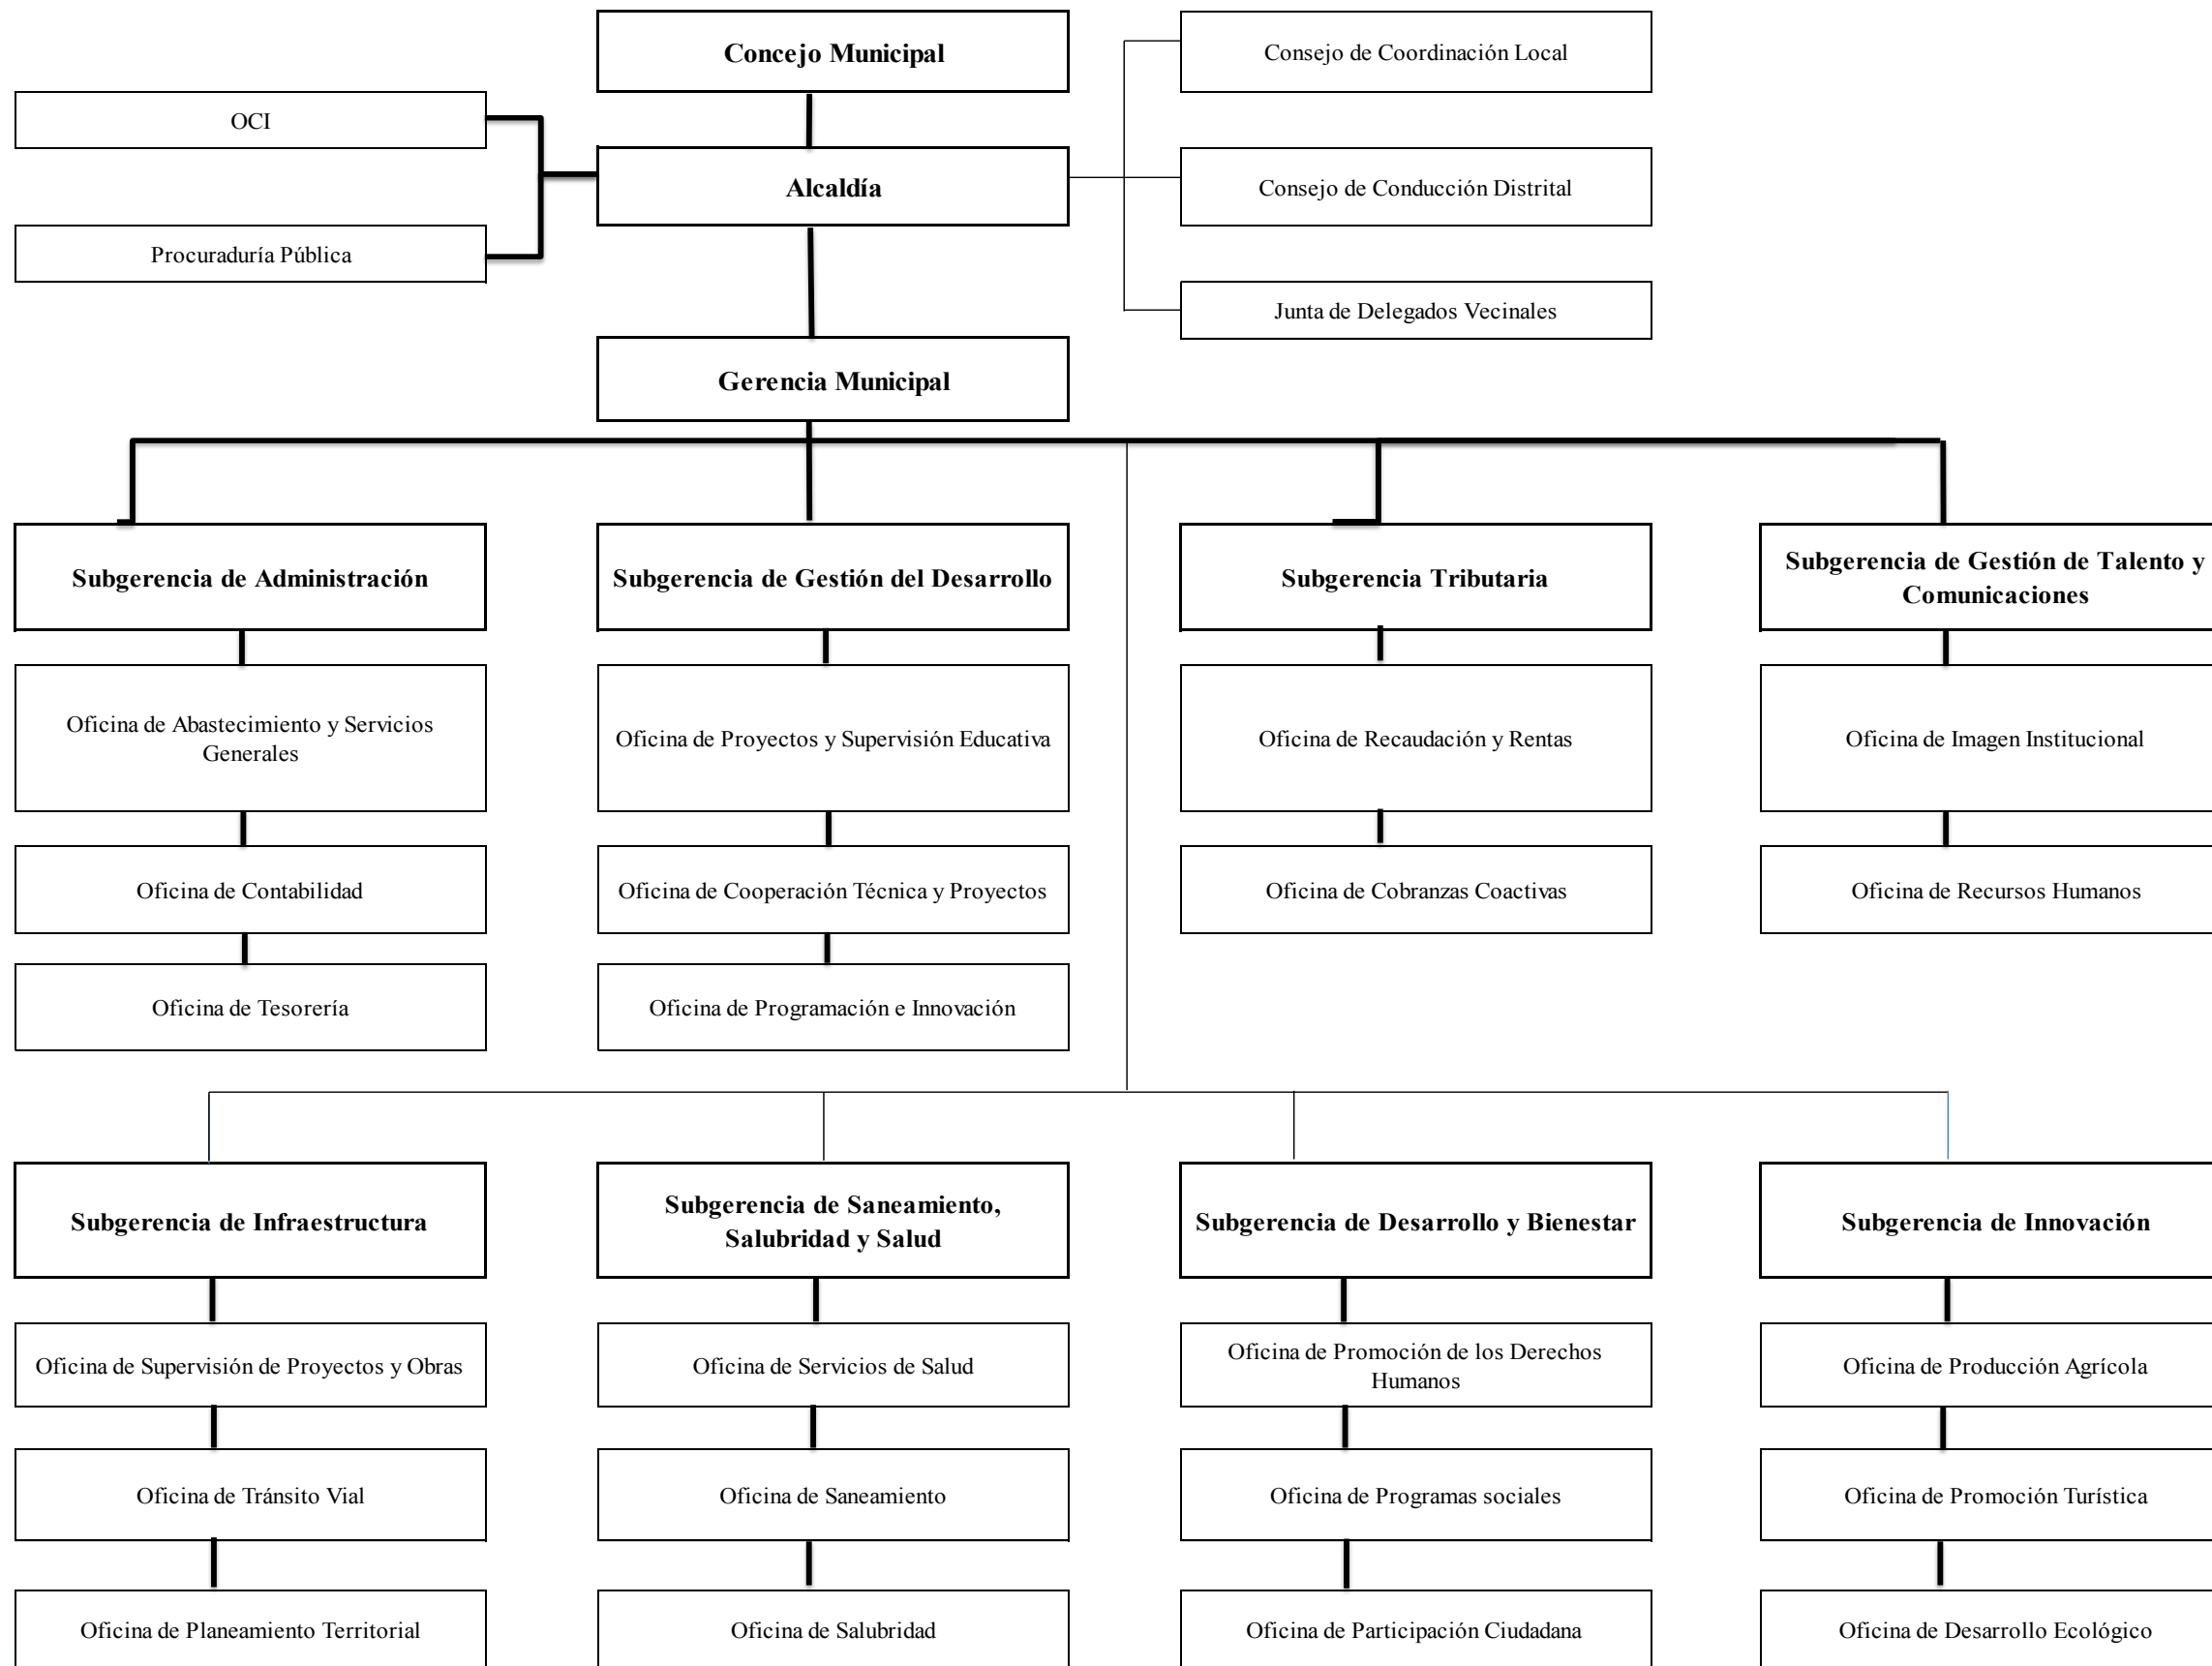 Concejo Municipal
Consejo de Coordinación Local
OCI
Alcaldía
Consejo de Conducción Distrital
Procuraduría Pública
Junta de Delegados Vecinales
Gerencia Municipal
Subgerencia de Administración
Subgerencia de Gestión del Desarrollo
Subgerencia Tributaria
Subgerencia de Gestión de Talento y
Comunicaciones
Oficina de Abastecimiento y Servicios
Generales
Oficina de Proyectos y Supervisión Educativa
Oficina de Recaudación y Rentas
Oficina de Imagen Institucional
Oficina de Contabilidad
Oficina de Cooperación Técnica y Proyectos
Oficina de Cobranzas Coactivas
Oficina de Recursos Humanos
Oficina de Tesorería
Oficina de Programación e Innovación
Subgerencia de Infraestructura
Subgerencia de Saneamiento,
Salubridad y Salud
Subgerencia de Desarrollo y Bienestar
Subgerencia de Innovación
Oficina de Supervisión de Proyectos y Obras
Oficina de Servicios de Salud
Oficina de Promoción de los Derechos
Humanos
Oficina de Producción Agrícola
Oficina de Tránsito Vial
Oficina de Saneamiento
Oficina de Programas sociales
Oficina de Promoción Turística
Oficina de Planeamiento Territorial
Oficina de Salubridad
Oficina de Participación Ciudadana
Oficina de Desarrollo Ecológico